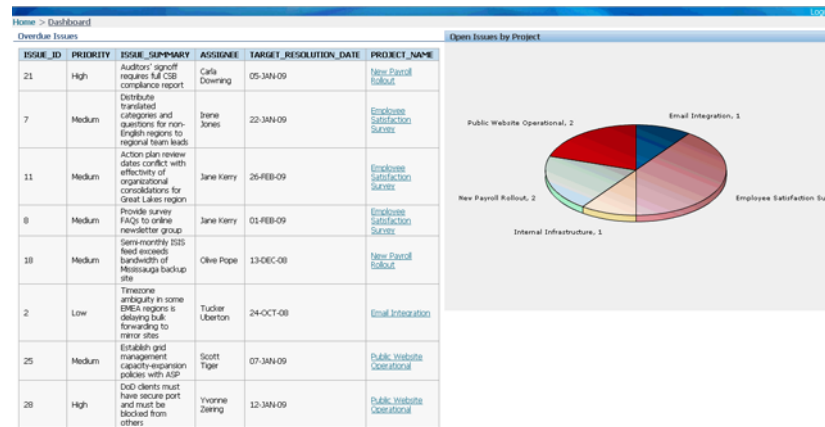 Home > Dashboard
Overdue Issues
ISSUE_ID PRIORITY ISSUE_SUMMARY ASSIGNEE TARGET_RESOLUTION_DATE PROJECT_NAME
21 High Auditors' signoff requires full CSB compliance report Carla Downing 05-JAN-09 New Payroll Rollout
7 Medium Distribute translated categories and questions for non-English regions to regional team leads Irene Jones 22-JAN-09 Employee Satisfaction Survey
11 Medium Action plan review dates conflict with effectivity of organizational consolidations for Great Lakes region Jane Kerry 26-FEB-09 Employee Satisfaction Survey
8 Medium Provide survey FAQs to online newsletter group Jane Kerry 01-FEB-09 Employee Satisfaction Survey
18 Medium Semi-monthly ISIS feed exceeds bandwidth of Mississauga backup site Olive Pope 13-DEC-08 New Payroll Rollout
2 Low Timezone ambiguity in some EMEA regions is delaying bulk forwarding to mirror sites Tucker Uberton 24-OCT-08 Email Integration
25 Medium Establish grid management capacity-expansion policies with ASP Scott Tiger 07-JAN-09 Public Website Operational
28 High DoD clients must have secure port and must be blocked from others Yvonne Zeiring 12-JAN-09 Public Website Operational
Open Issues by Project
Public Website Operational, 2
Email Integration, 1
New Payroll Rollout, 2
Employee Satisfaction Su
Internal Infrastructure, 1